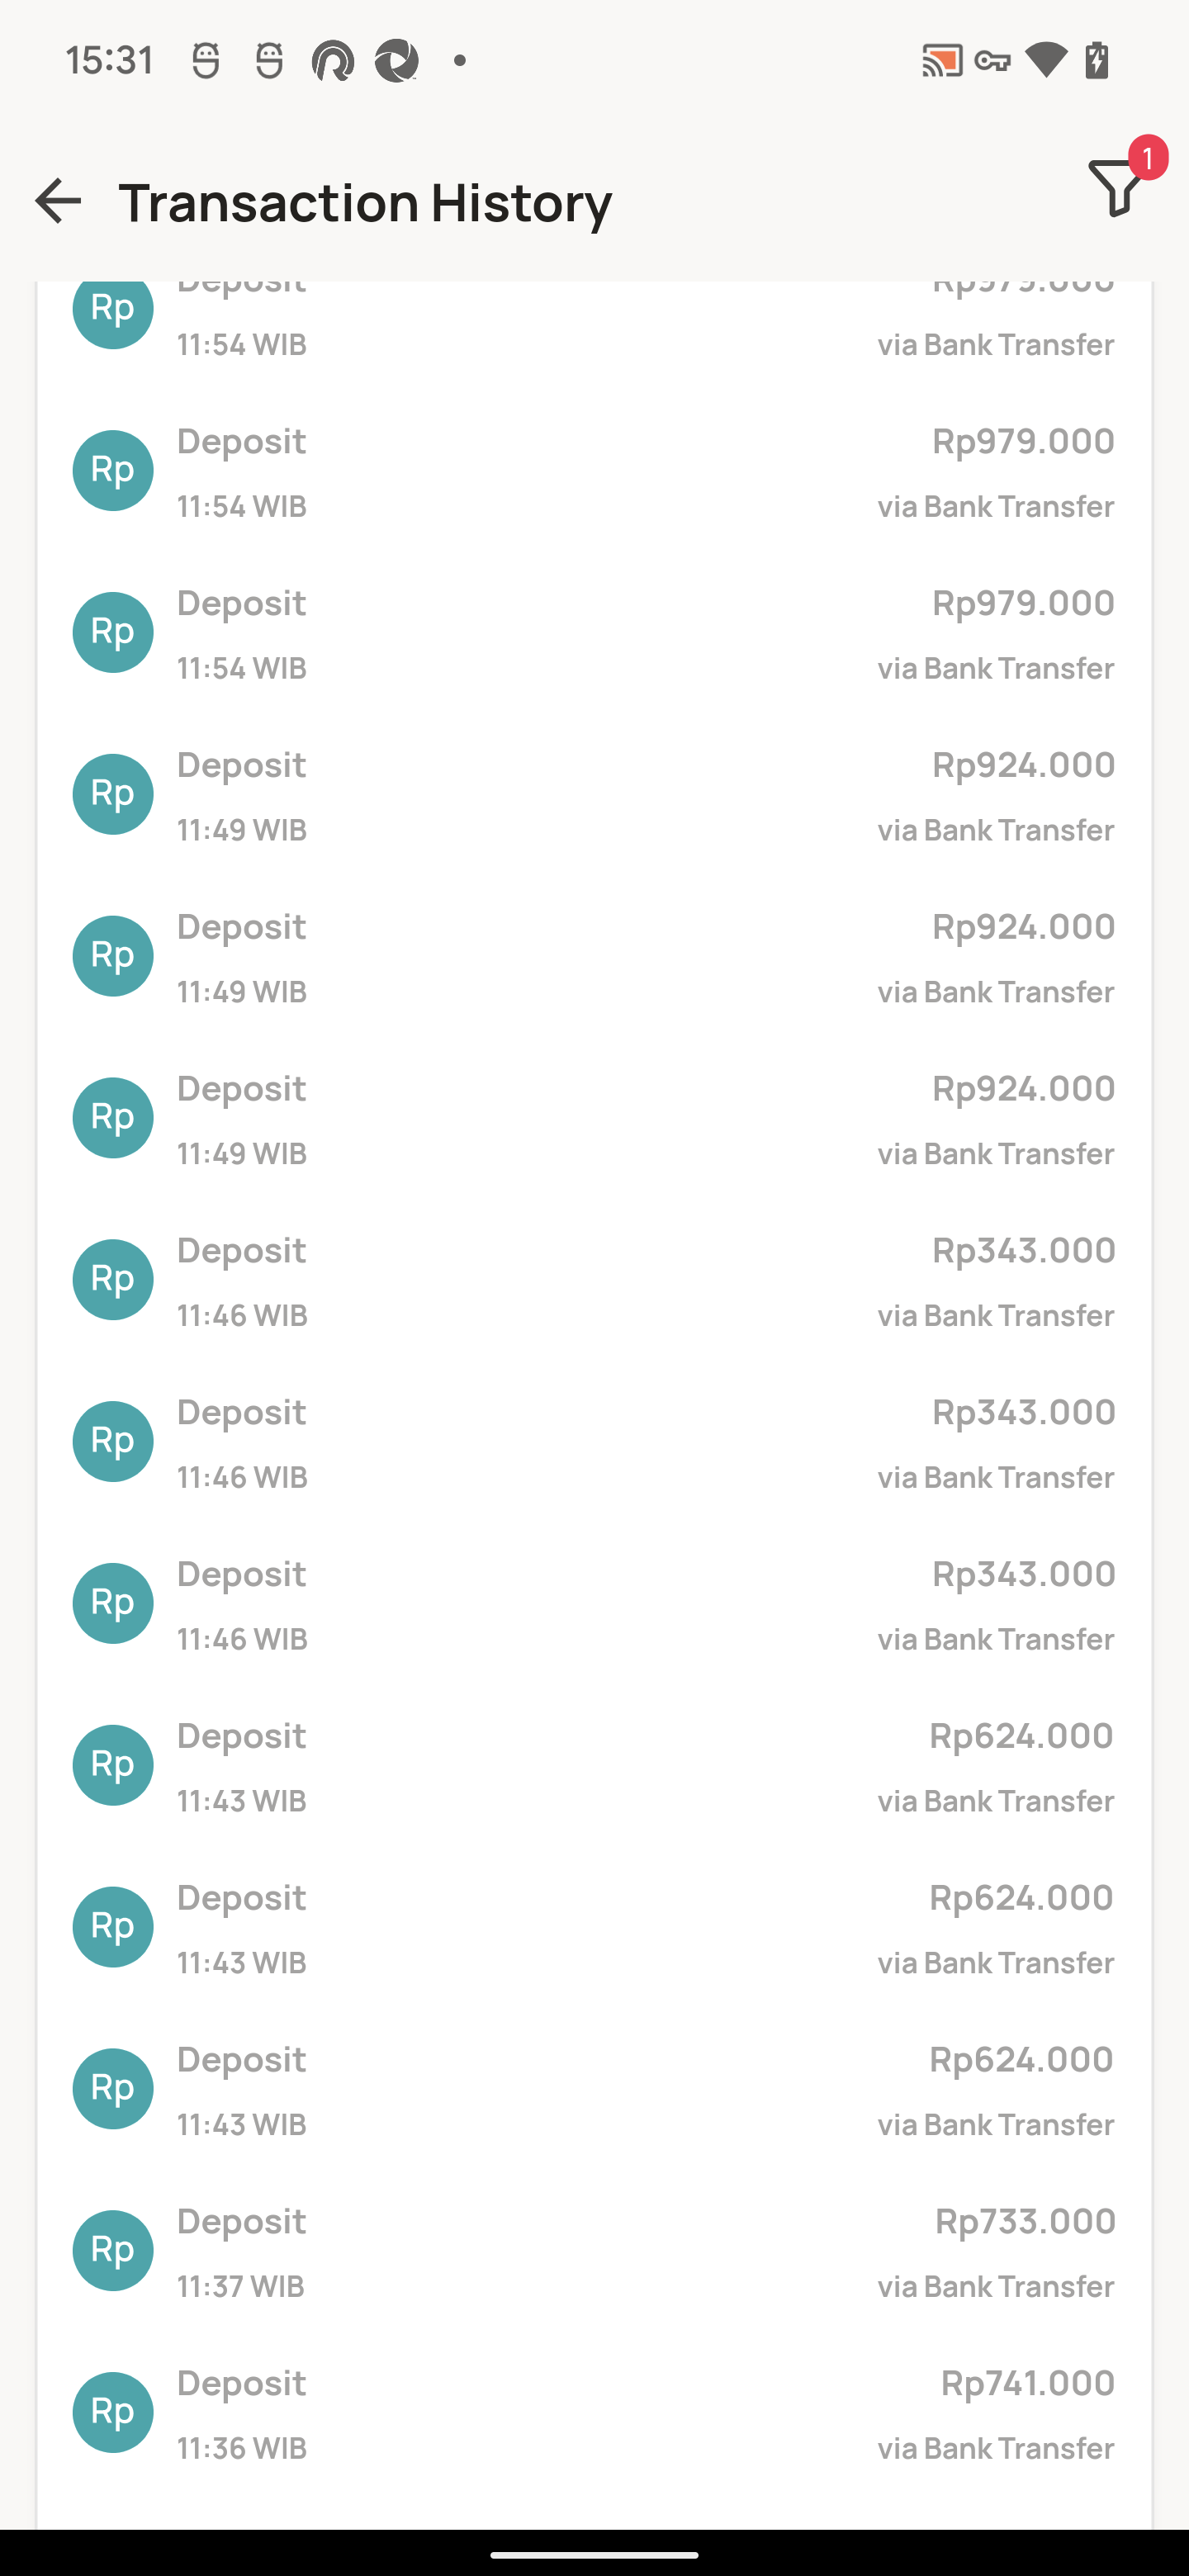 15:31
Transaction History
1
Rp Deposit Rp979.000
11:54 WIB via Bank Transfer
Rp Deposit Rp979.000
11:54 WIB via Bank Transfer
Rp Deposit Rp979.000
11:54 WIB via Bank Transfer
Rp Deposit Rp924.000
11:49 WIB via Bank Transfer
Rp Deposit Rp924.000
11:49 WIB via Bank Transfer
Rp Deposit Rp924.000
11:49 WIB via Bank Transfer
Rp Deposit Rp343.000
11:46 WIB via Bank Transfer
Rp Deposit Rp343.000
11:46 WIB via Bank Transfer
Rp Deposit Rp343.000
11:46 WIB via Bank Transfer
Rp Deposit Rp624.000
11:43 WIB via Bank Transfer
Rp Deposit Rp624.000
11:43 WIB via Bank Transfer
Rp Deposit Rp624.000
11:43 WIB via Bank Transfer
Rp Deposit Rp733.000
11:37 WIB via Bank Transfer
Rp Deposit Rp741.000
11:36 WIB via Bank Transfer